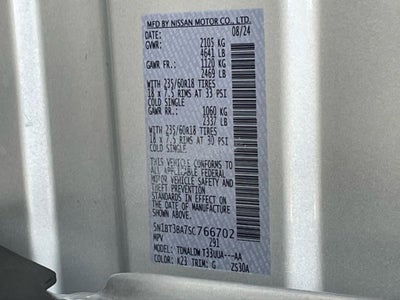 MFD BY NISSAN MOTOR CO., LTD.
DATE: 08/24
GVWR: 2105 KG
4641 LB
GAWR FR.: 1120 KG
2469 LB
WITH 235/60R18 TIRES
18 x 7.5 RIMS AT 33 PSI
COLD SINGLE
GAWR RR.: 1060 KG
2337 LB
WITH 235/60R18 TIRES
18 x 7.5 RIMS AT 30 PSI
COLD SINGLE
THIS VEHICLE CONFORMS TO
ALL APPLICABLE FEDERAL
MOTOR VEHICLE SAFETY AND
THEFT PREVENTION
STANDARDS IN EFFECT ON
THE DATE OF MANUFACTURE
SHOWN ABOVE.
5N1BT3BA7SC766702
MPV Z91
MODEL: TDNALDW T33UUA---AA
COLOR: K23 TRIM: G Z530A